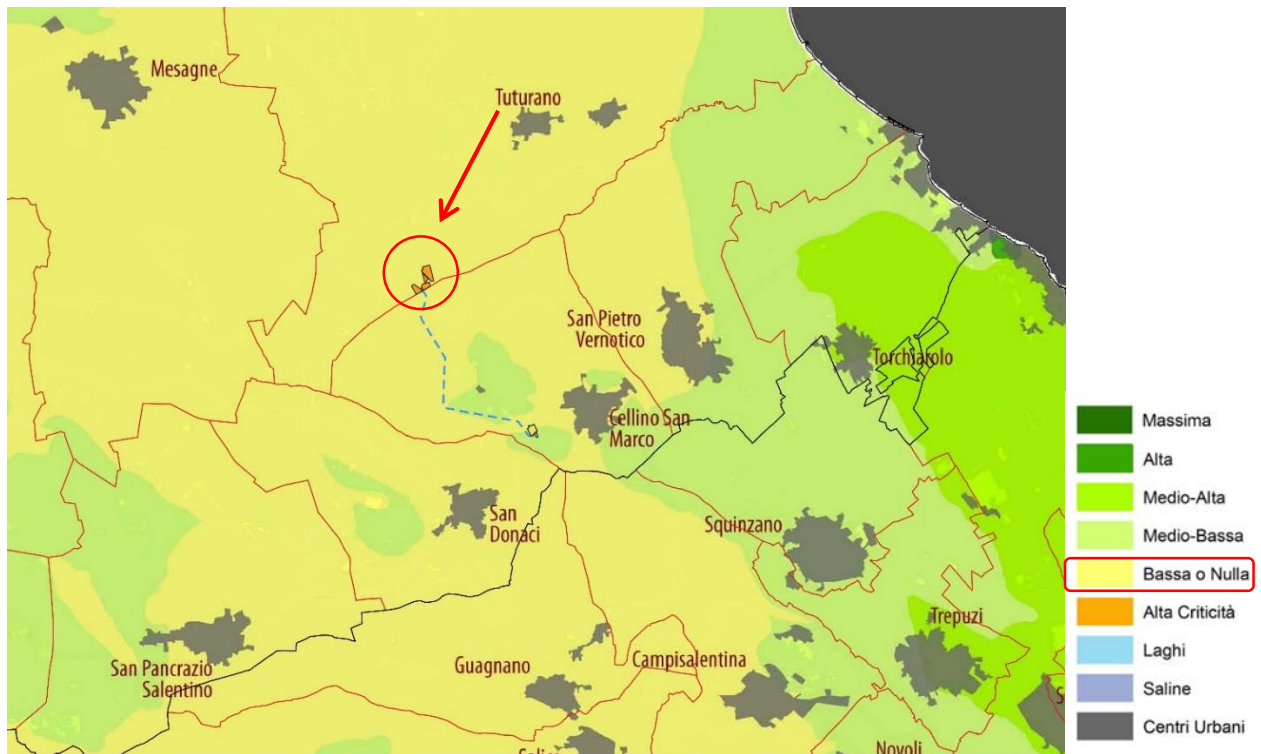 Mesagne
Tuturano
San Pietro
Vernotico
Torchiarolo
Cellino San
Marco
San
Donaci
Squinzano
Trepuzi
San Pancrazio
Salentino
Guagnano
Campisalentina
Novoli
Massima
Alta
Medio-Alta
Medio-Bassa
Bassa o Nulla
Alta Criticità
Laghi
Saline
Centri Urbani